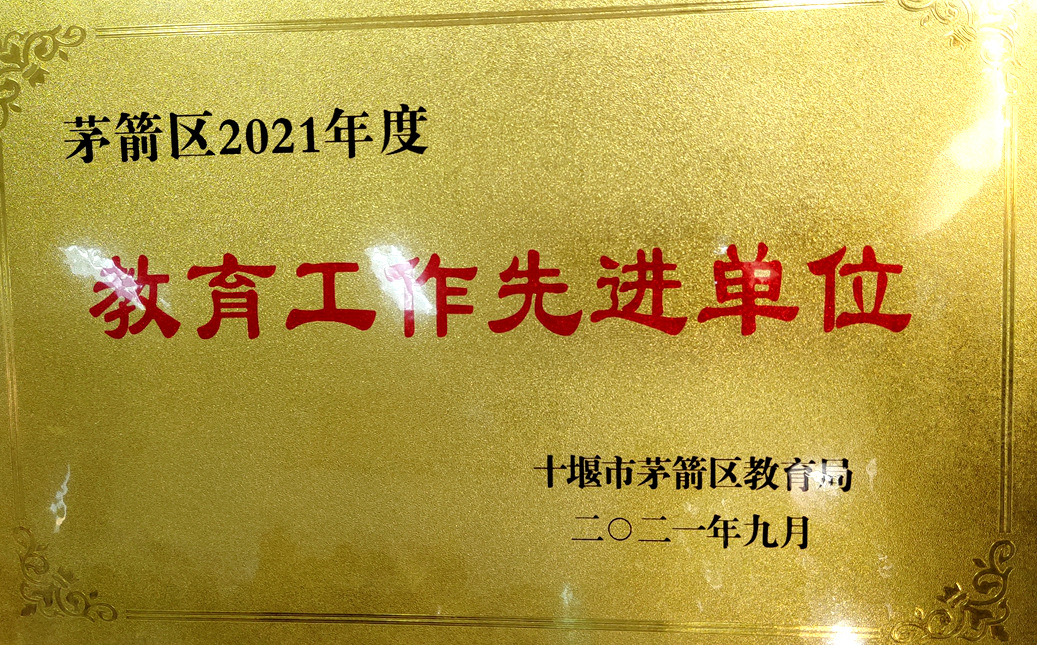 茅箭区2021年度
教育工作先进单位
十堰市茅箭区教育局
二〇二一年九月